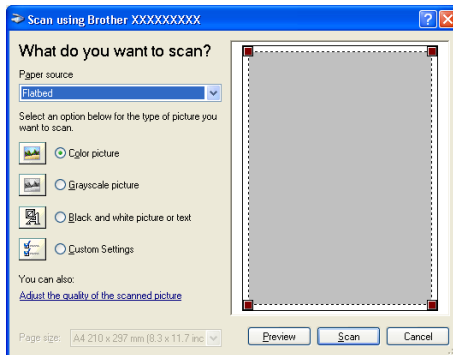 Scan using Brother XXXXXXXXX
What do you want to scan?
Paper source
Flatbed
Select an option below for the type of picture you
want to scan.
Color picture
Grayscale picture
Black and white picture or text
Custom Settings
You can also:
Adjust the quality of the scanned picture
Page size:
A4 210 x 297 mm (8.3 x 11.7 inc
Preview
Scan
Cancel